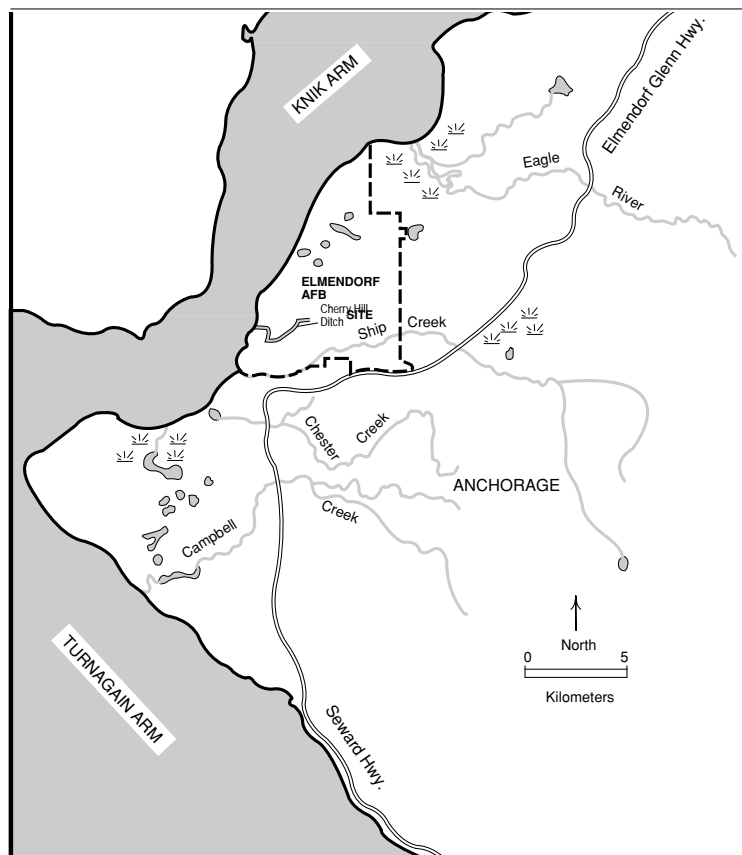 KNIK ARM
Elmendorf Glenn Hwy.
Eagle
River
ELMENDORF
AFB
Cherry Hill
SITE
Ditch
Ship Creek
Chester
Creek
ANCHORAGE
Campbell
Creek
North
0 5
Kilometers
TURNAGAIN ARM
Seward Hwy.